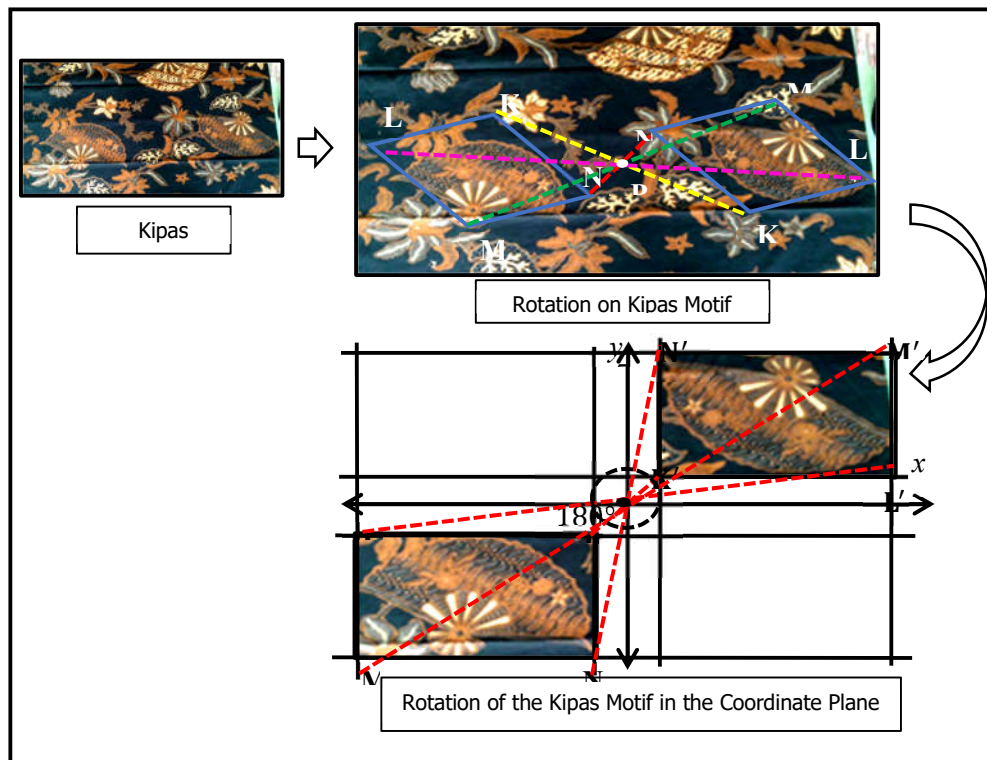 Kipas
L
K
M
N
L
N
P
K
M
Rotation on Kipas Motif
y
N′
M′
x
K′
L′
180°
M
N
Rotation of the Kipas Motif in the Coordinate Plane